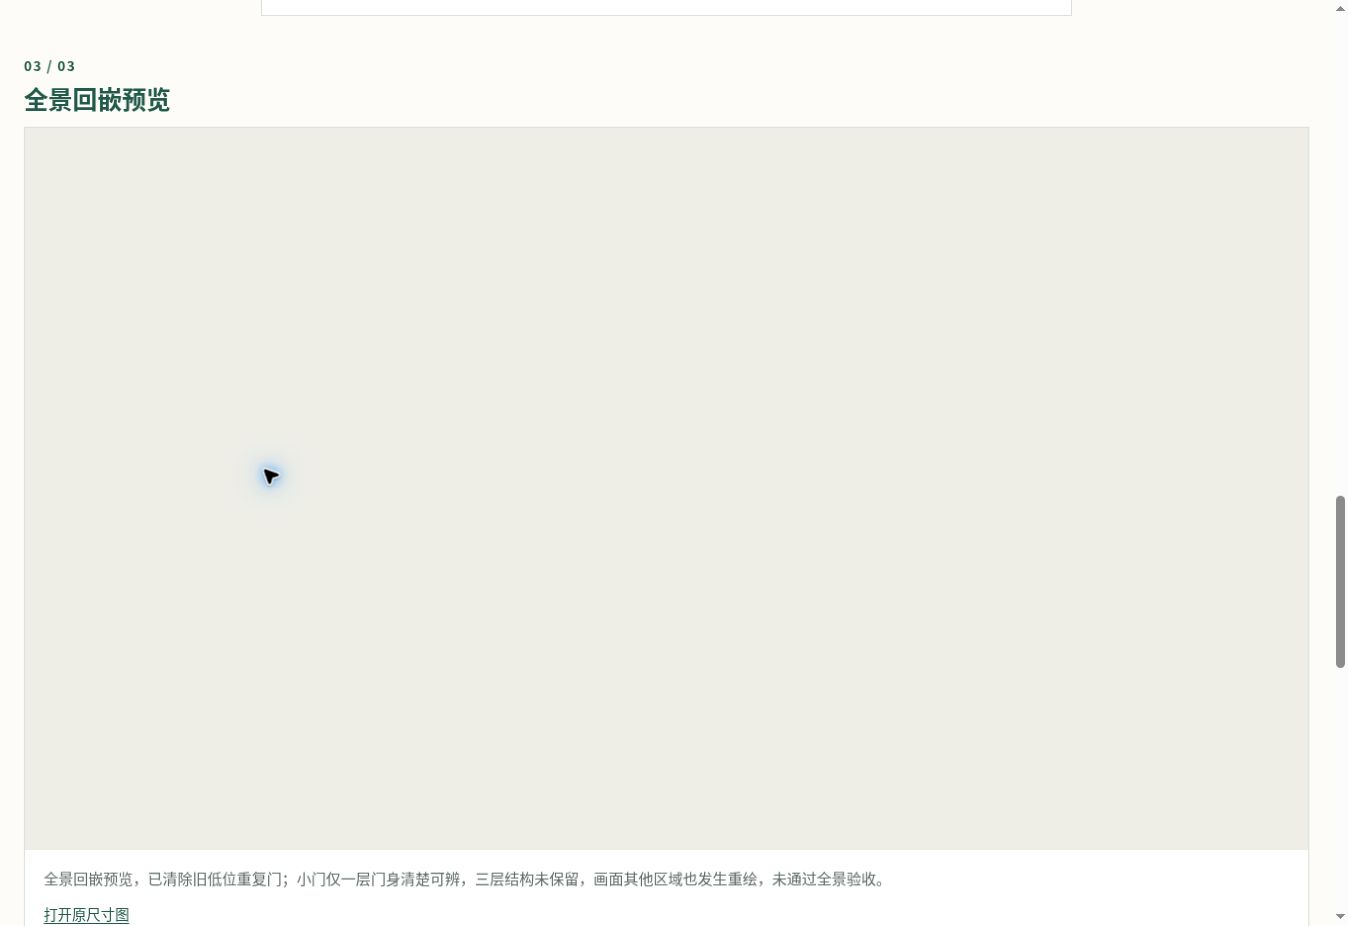 03 / 03
全景回嵌预览
全景回嵌预览，已清除旧低位重复门；小门仅一层门身清楚可辨，三层结构未保留，画面其他区域也发生重绘，未通过全景验收。
打开原尺寸图